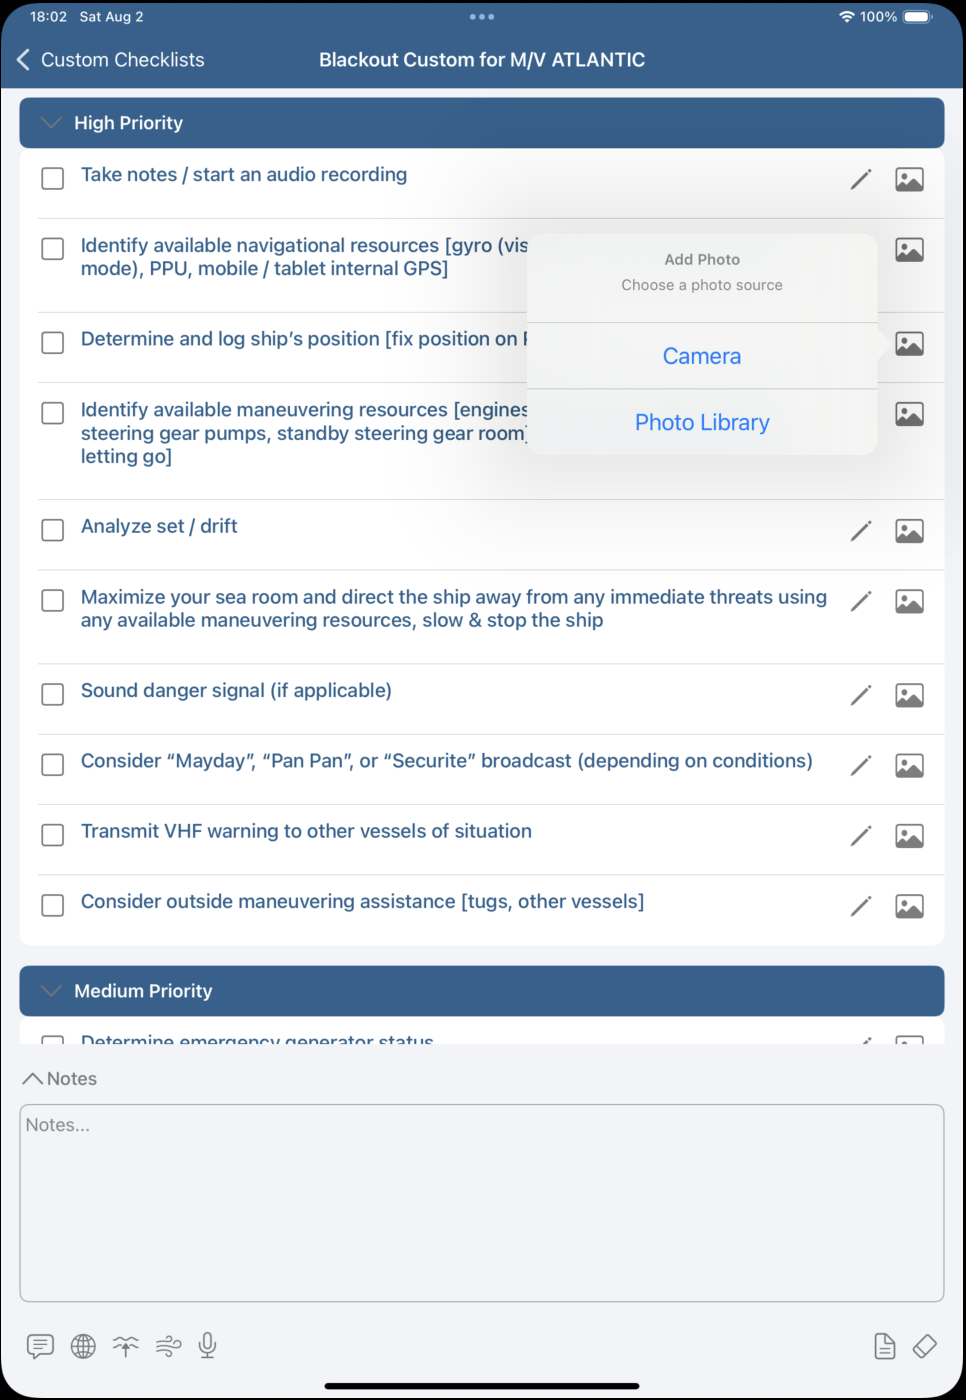 18:02 Sat Aug 2
100%
Custom Checklists
Blackout Custom for M/V ATLANTIC
High Priority
Take notes / start an audio recording
Identify available navigational resources [gyro (vis
mode), PPU, mobile / tablet internal GPS]
Determine and log ship’s position [fix position on
Identify available maneuvering resources [engines
steering gear pumps, standby steering gear room]
letting go]
Add Photo
Choose a photo source
Camera
Photo Library
Analyze set / drift
Maximize your sea room and direct the ship away from any immediate threats using
any available maneuvering resources, slow & stop the ship
Sound danger signal (if applicable)
Consider “Mayday”, “Pan Pan”, or “Securite” broadcast (depending on conditions)
Transmit VHF warning to other vessels of situation
Consider outside maneuvering assistance [tugs, other vessels]
Medium Priority
Determine emergency generator status
Notes
Notes...